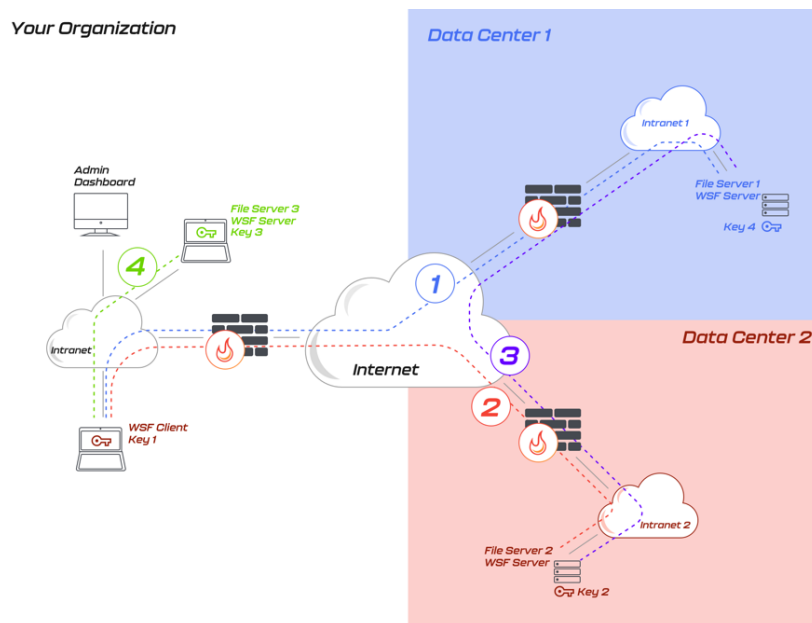 Your Organization
Data Center 1
Intranet 1
Admin
Dashboard
File Server 3
WSF Server
Key 3
File Server 1
WSF Server
Key 4
4
1
Intranet
Internet
Data Center 2
3
2
WSF Client
Key 1
Intranet 2
File Server 2
WSF Server
Key 2